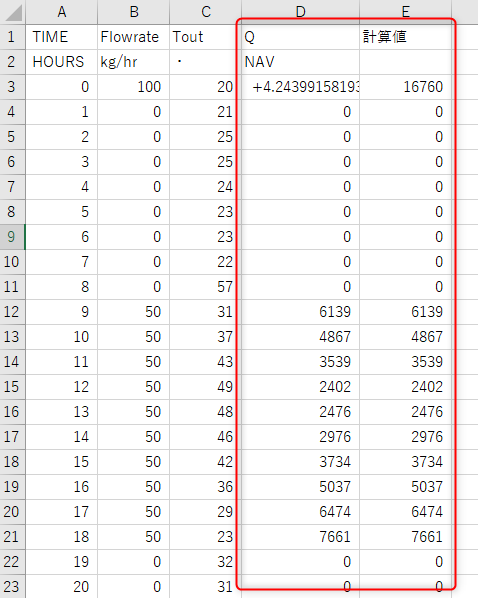 A B C D E
1 TIME Flowrate Tout Q 計算値
2 HOURS kg/hr ・ NAV
3 0 100 20 +4.24399158193 16760
4 1 0 21 0 0
5 2 0 25 0 0
6 3 0 25 0 0
7 4 0 24 0 0
8 5 0 23 0 0
9 6 0 23 0 0
10 7 0 22 0 0
11 8 0 57 0 0
12 9 50 31 6139 6139
13 10 50 37 4867 4867
14 11 50 43 3539 3539
15 12 50 49 2402 2402
16 13 50 48 2476 2476
17 14 50 46 2976 2976
18 15 50 42 3734 3734
19 16 50 36 5037 5037
20 17 50 29 6474 6474
21 18 50 23 7661 7661
22 19 0 32 0 0
23 20 0 31 0 0